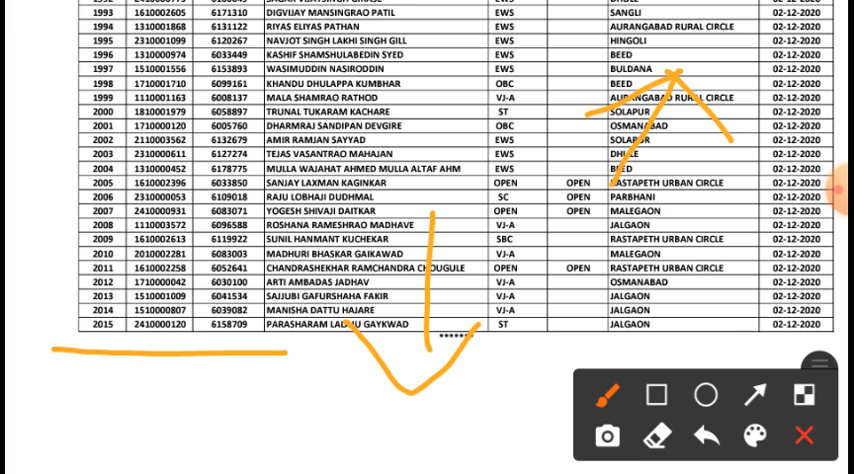 1993 1610002605 6171310 DIGVIJAY MANSINGRAO PATIL EWS SANGLI 02-12-2020
1994 1310001868 6131122 RIYAS ELIYAS PATHAN EWS AURANGABAD RURAL CIRCLE 02-12-2020
1995 2310001099 6120267 NAVJOT SINGH LAKHI SINGH GILL EWS HINGOLI 02-12-2020
1996 1310000974 6033449 KASHIF SHAMSHULABEDIN SYED EWS BEED 02-12-2020
1997 1510001556 6153893 WASIMUDDIN NASIRODDIN EWS BULDANA 02-12-2020
1998 1710001710 6099161 KHANDU DHULAPPA KUMBHAR OBC BEED 02-12-2020
1999 1110001163 6008137 MALA SHAMRAO RATHOD VJ-A AURANGABAD RURAL CIRCLE 02-12-2020
2000 1810001979 6058897 TRUNAL TUKARAM KACHARE ST SOLAPUR 02-12-2020
2001 1710000120 6005760 DHARMRAJ SANDIPAN DEVGIRE OBC OSMANABAD 02-12-2020
2002 2110003562 6132679 AMIR RAMJAN SAYYAD EWS SOLAPUR 02-12-2020
2003 2310000611 6127274 TEJAS VASANTRAO MAHAJAN EWS DHULE 02-12-2020
2004 1310000452 6178775 MULLA WAJAHAT AHMED MULLA ALTAF AHM EWS BEED 02-12-2020
2005 1610002396 6033850 SANJAY LAXMAN KAGINKAR OPEN OPEN RASTAPETH URBAN CIRCLE 02-12-2020
2006 2310000053 6109018 RAJU LOBHAJI DUDHMAL SC OPEN PARBHANI 02-12-2020
2007 2410000931 6083071 YOGESH SHIVAJI DAITKAR OPEN OPEN MALEGAON 02-12-2020
2008 1110003572 6096588 ROSHANA RAMESHRAO MADHAVE VJ-A JALGAON 02-12-2020
2009 1610002613 6119922 SUNIL HANMANT KUCHEKAR SBC RASTAPETH URBAN CIRCLE 02-12-2020
2010 2010002281 6083003 MADHURI BHASKAR GAIKAWAD VJ-A MALEGAON 02-12-2020
2011 1610002258 6052641 CHANDRASHEKHAR RAMCHANDRA CHOUGULE OPEN OPEN RASTAPETH URBAN CIRCLE 02-12-2020
2012 1710000042 6030100 ARTI AMBADAS JADHAV VJ-A OSMANABAD 02-12-2020
2013 1510001009 6041534 SAJJUBI GAFURSHAHA FAKIR VJ-A JALGAON 02-12-2020
2014 1510000807 6039082 MANISHA DATTU HAJARE VJ-A JALGAON 02-12-2020
2015 2410000120 6158709 PARASHARAM GAYKWAD ST JALGAON 02-12-2020
*******